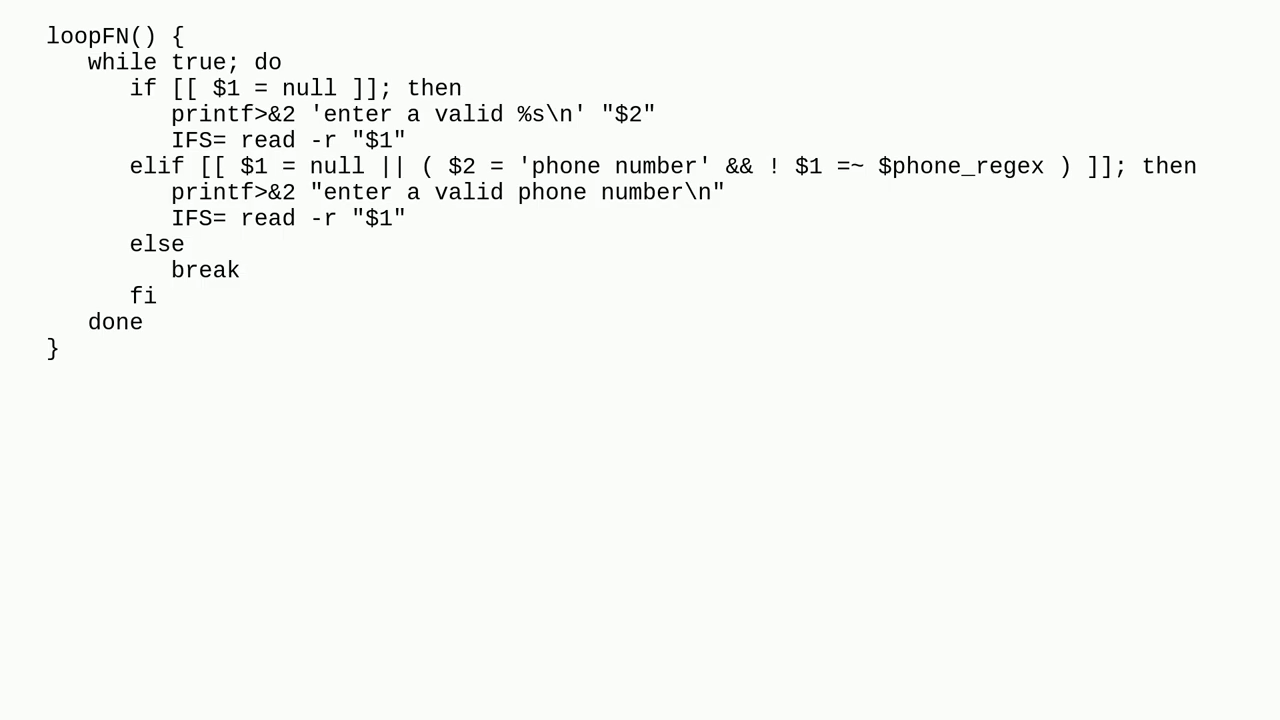 loopFN() {
   while true; do
      if [[ $1 = null ]]; then
         printf>&2 'enter a valid %s\n' "$2"
         IFS= read -r "$1"
      elif [[ $1 = null || ( $2 = 'phone number' && ! $1 =~ $phone_regex ) ]]; then
         printf>&2 "enter a valid phone number\n"
         IFS= read -r "$1"
      else
         break
      fi
   done
}